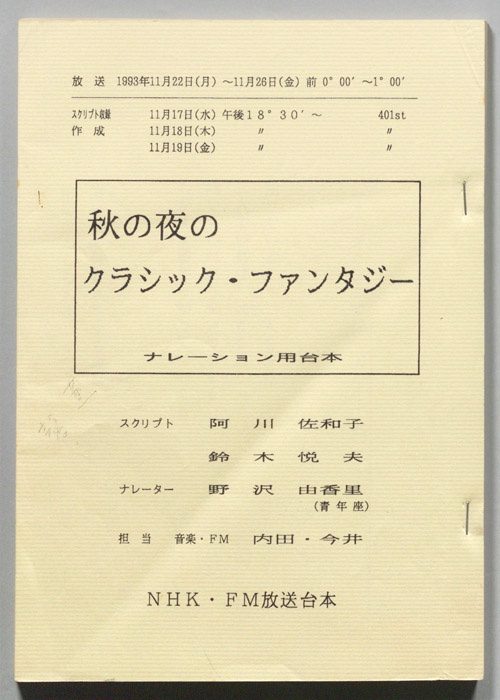 放 送 1993年11月22日(月) ～11月26日(金) 前 0°00′ ～1°00′
スクリプト収録 11月17日(水) 午後１８°３０′～ 401st
作 成 11月18日(木) 〃 〃
11月19日(金) 〃 〃
秋の夜の
クラシック・ファンタジー
ナレーション用台本
スクリプト 阿 川 佐和子
鈴 木 悦 夫
ナレーター 野 沢 由香里
(青 年 座)
担 当 音楽・FM 内田・今井
NHK・FM放送台本